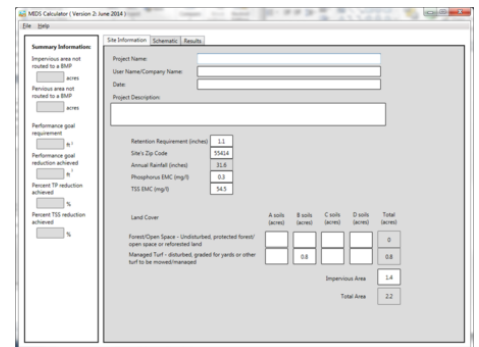 MIDS Calculator ( Version 2: June 2014 )
File Help
Summary Information:
Impervious area not
routed to a BMP
acres
Pervious area not
routed to a BMP
acres
Performance goal
requirement
ft³
Performance goal
reduction achieved
ft³
Percent TP reduction
achieved
%
Percent TSS reduction
achieved
%
Site Information Schematic Results
Project Name:
User Name/Company Name:
Date:
Project Description:
Retention Requirement (inches) 1.1
Site's Zip Code 55414
Annual Rainfall (inches) 31.6
Phosphorus EMC (mg/l) 0.3
TSS EMC (mg/l) 54.5
Land Cover
A soils B soils C soils D soils Total
(acres) (acres) (acres) (acres) (acres)
Forest/Open Space - Undisturbed, protected forest/
open space or reforested land
0
Managed Turf - disturbed, graded for yards or other
turf to be mowed/managed
0.8 0.8
Impervious Area 1.4
Total Area 2.2